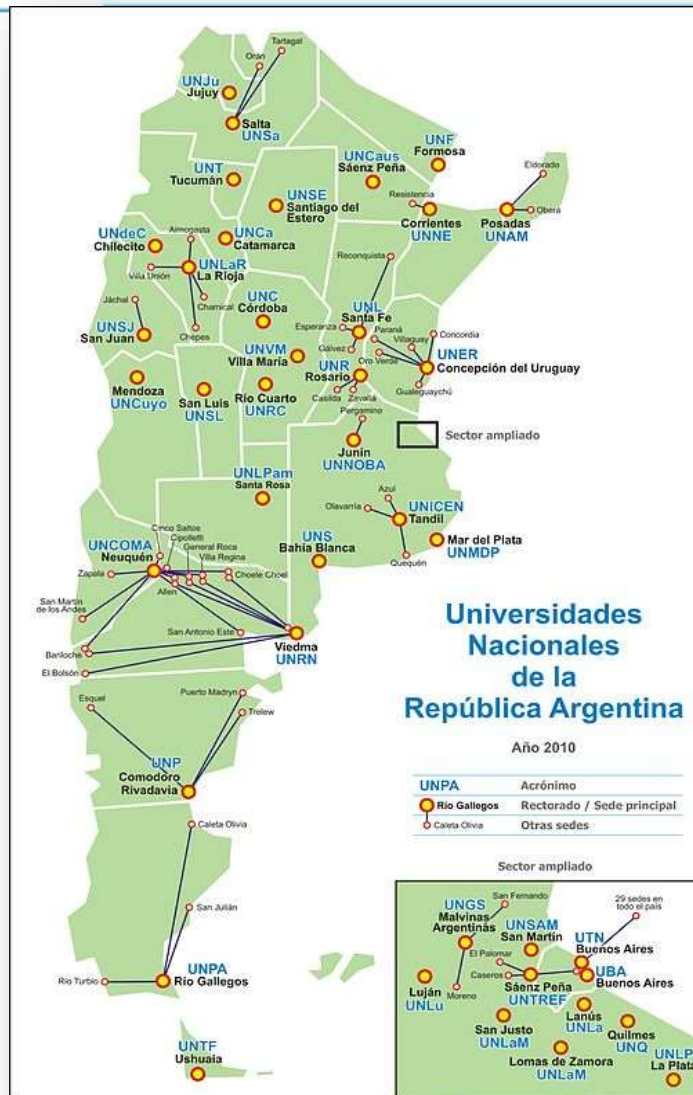 Tartagal
Orán
UNJu
Jujuy
Salta
UNSa
UNF
Formosa
UNCaus
Sáenz Peña
UNT
Tucumán
Eldorado
UNSE
Santiago del
Estero
Resistencia
Corrientes
UNNE
Posadas
UNAM
Oberá
UNdeC
Chilecito
Aimogasta
UNCa
Catamarca
UNLaR
La Rioja
Villa Unión
Reconquista
Jáchal
Chamical
UNC
Córdoba
UNL
Santa Fe
Esperanza
Paraná
Concordia
UNSJ
San Juan
Chepes
Villaguay
UNER
Concepción del Uruguay
Gálvez
UNVM
Villa María
UNR
Rosario
Oro Verde
Mendoza
UNCuyo
San Luis
UNSL
Río Cuarto
UNRC
Casilda
Zavalla
Gualeguaychú
Pergamino
Junín
UNNOBA
Sector ampliado
UNLPam
Santa Rosa
Azul
Olavarría
UNICEN
Tandil
Cinco Saltos
Cipolletti
General Roca
Villa Regina
UNCOMA
Neuquén
UNS
Bahía Blanca
Mar del Plata
UNMDP
Zapala
Choele Choel
Quequén
Allen
San Martín
de los Andes
San Antonio Este
Viedma
UNRN
Bariloche
El Bolsón
Universidades
Nacionales
de la
República Argentina
Año 2010
Esquel
Puerto Madryn
Trelew
UNP
Comodoro
Rivadavia
UNPA
Acrónimo
Río Gallegos
Rectorado / Sede principal
Caleta Olivia
Otras sedes
Caleta Olivia
San Julián
UNPA
Río Gallegos
Río Turbio
UNTF
Ushuaia
Sector ampliado
San Fernando
29 sedes en
todo el país
UNGS
Malvinas
Argentinas
UNSAM
San Martín
UTN
Buenos Aires
El Palomar
Caseros
UBA
Buenos Aires
Sáenz Peña
UNTREF
Luján
UNLu
Moreno
San Justo
UNLaM
Lanús
UNLa
Quilmes
UNQ
Lomas de Zamora
UNLaM
UNLP
La Plata